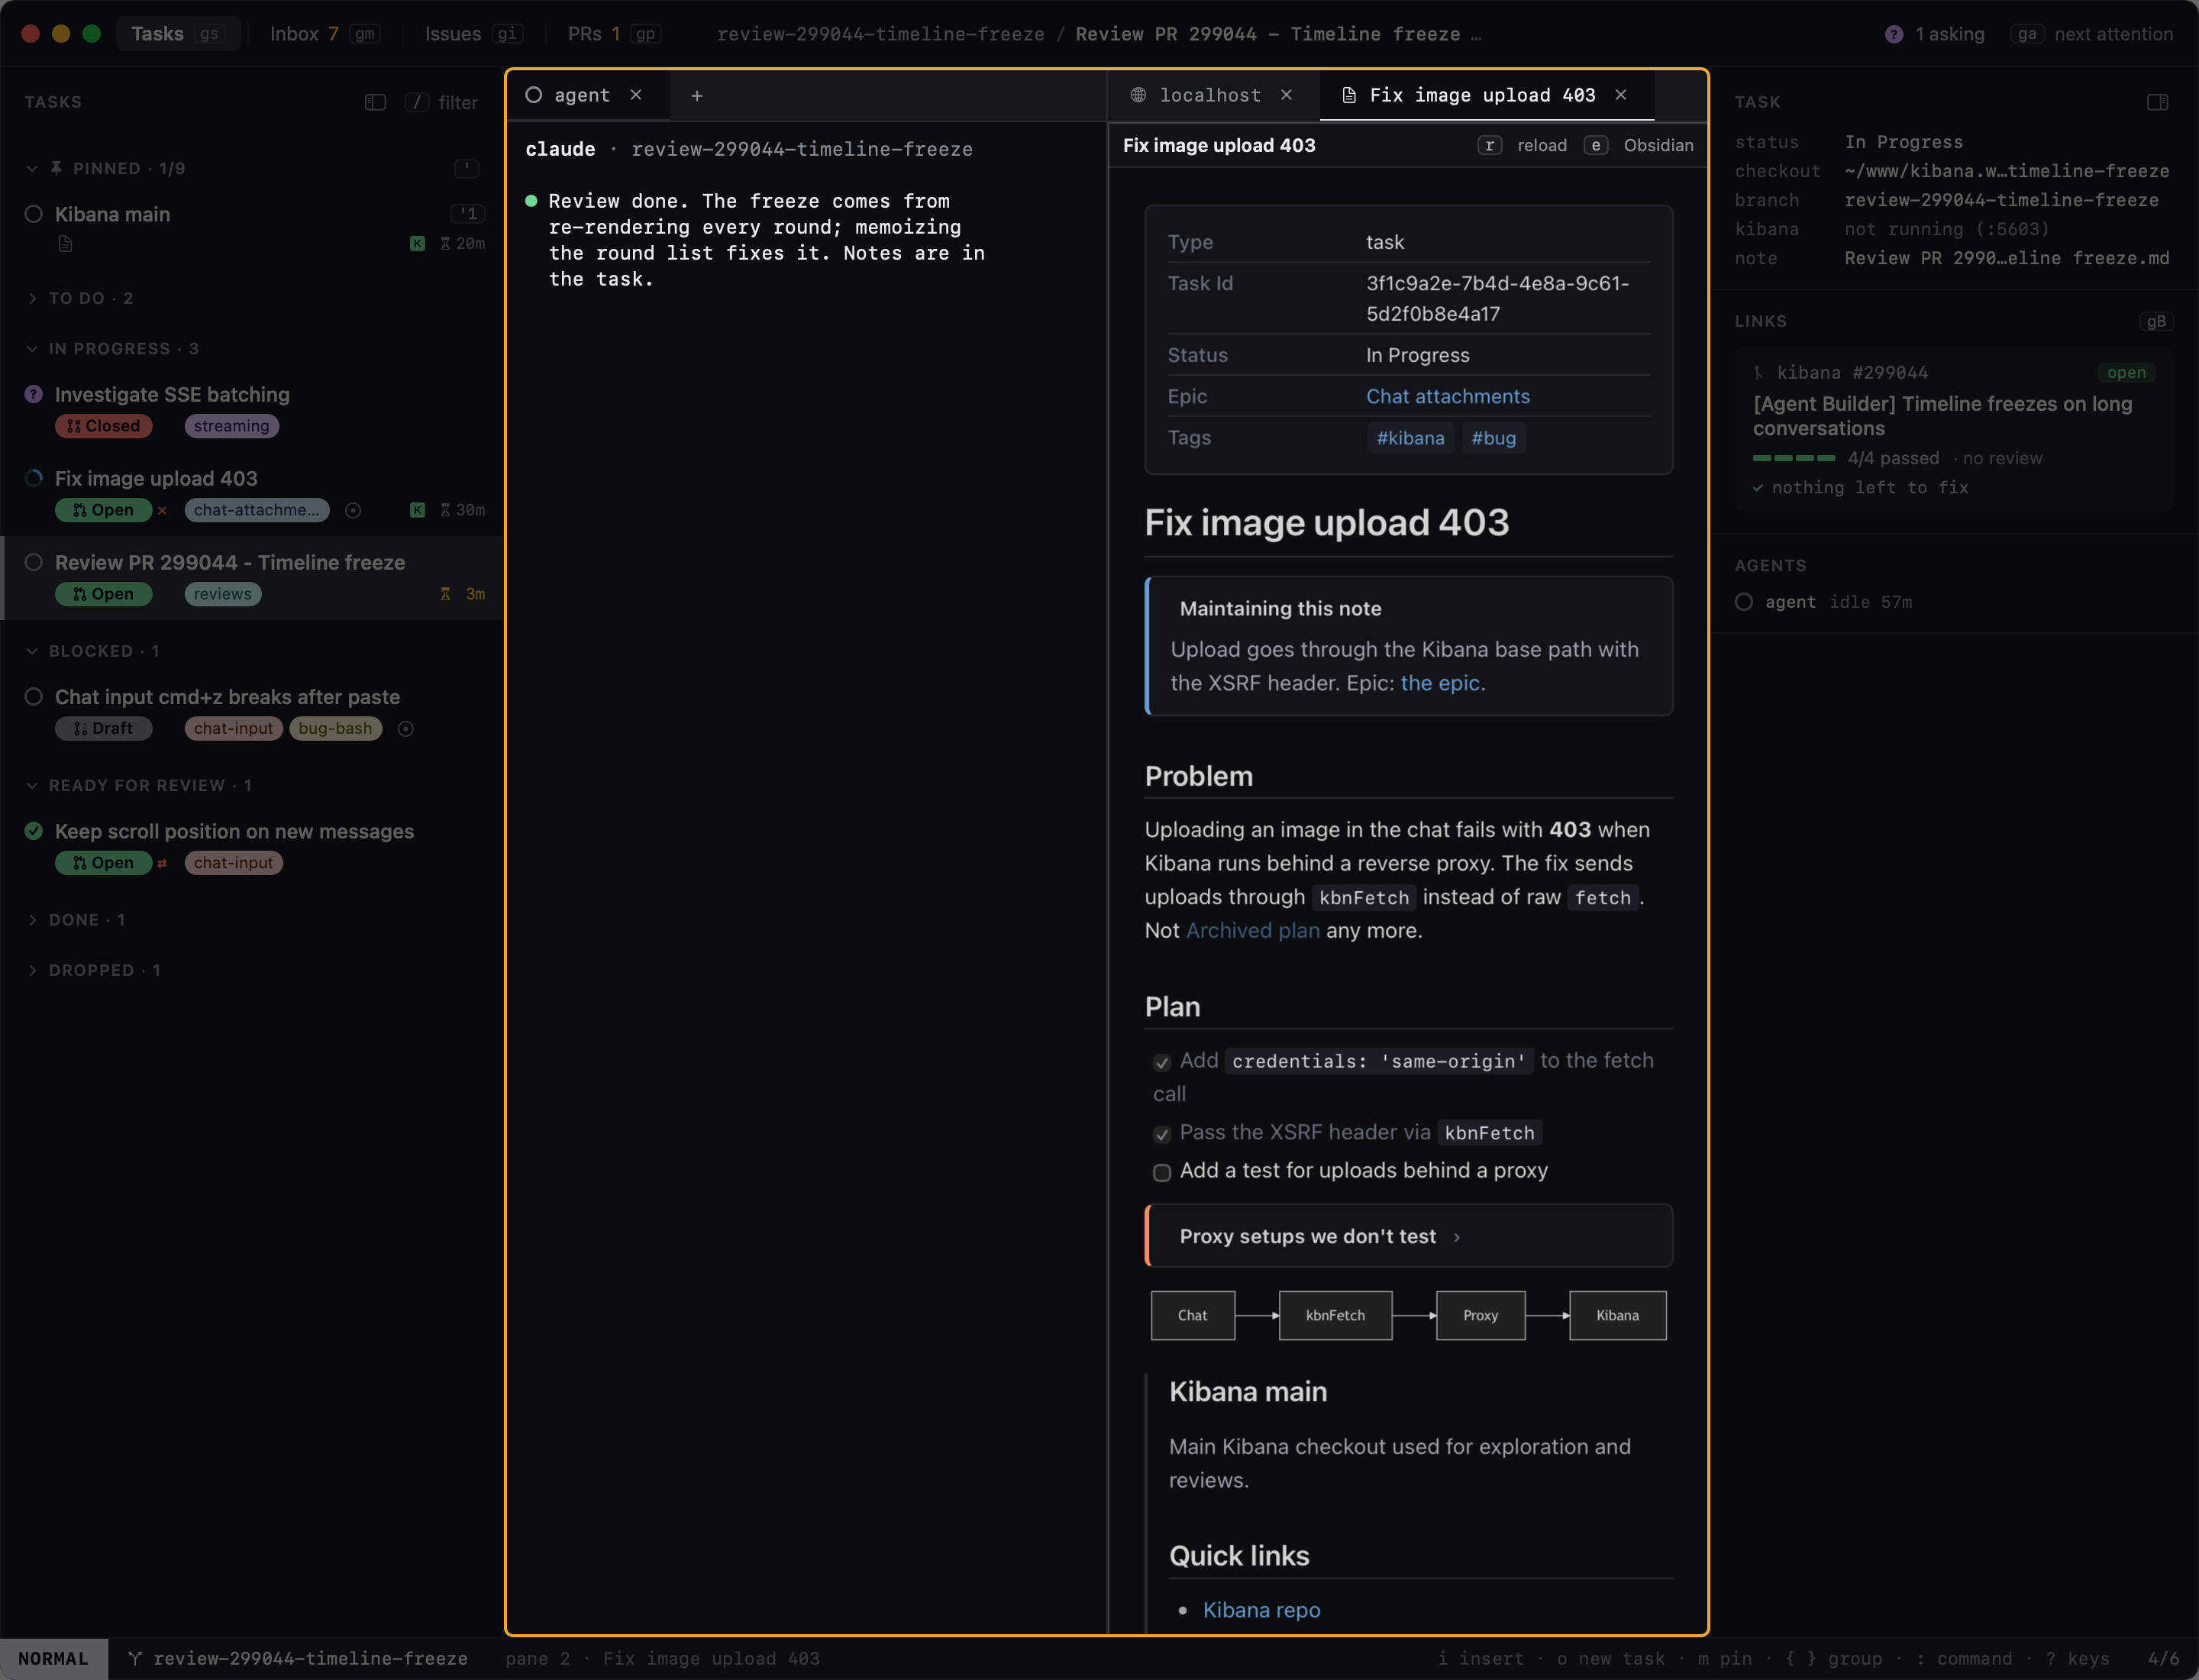 Tasks gs Inbox 7 gm Issues gi PRs 1 gp review-299044-timeline-freeze / Review PR 299044 – Timeline freeze … ? 1 asking ga next attention
TASKS / filter
PINNED · 1/9 '
Kibana main '1
K 20m
TO DO · 2
IN PROGRESS · 3
? Investigate SSE batching
Closed streaming
Fix image upload 403
Open × chat-attachme... K 30m
Review PR 299044 - Timeline freeze
Open reviews 3m
BLOCKED · 1
Chat input cmd+z breaks after paste
Draft chat-input bug-bash
READY FOR REVIEW · 1
Keep scroll position on new messages
Open chat-input
DONE · 1
DROPPED · 1
agent × +
claude · review-299044-timeline-freeze
Review done. The freeze comes from
re-rendering every round; memoizing
the round list fixes it. Notes are in
the task.
localhost × Fix image upload 403 ×
Fix image upload 403 r reload e Obsidian
Type task
Task Id 3f1c9a2e-7b4d-4e8a-9c61-
5d2f0b8e4a17
Status In Progress
Epic Chat attachments
Tags #kibana #bug
Fix image upload 403
Maintaining this note
Upload goes through the Kibana base path with
the XSRF header. Epic: the epic.
Problem
Uploading an image in the chat fails with 403 when
Kibana runs behind a reverse proxy. The fix sends
uploads through kbnFetch instead of raw fetch.
Not Archived plan any more.
Plan
Add credentials: 'same-origin' to the fetch
call
Pass the XSRF header via kbnFetch
Add a test for uploads behind a proxy
Proxy setups we don't test ›
Chat kbnFetch Proxy Kibana
Kibana main
Main Kibana checkout used for exploration and
reviews.
Quick links
• Kibana repo
TASK
status In Progress
checkout ~/www/kibana.w…timeline-freeze
branch review-299044-timeline-freeze
kibana not running (:5603)
note Review PR 2990…eline freeze.md
LINKS gB
kibana #299044 open
[Agent Builder] Timeline freezes on long
conversations
4/4 passed · no review
✓ nothing left to fix
AGENTS
agent idle 57m
NORMAL review-299044-timeline-freeze pane 2 · Fix image upload 403 i insert · o new task · m pin · { } group · : command · ? keys 4/6